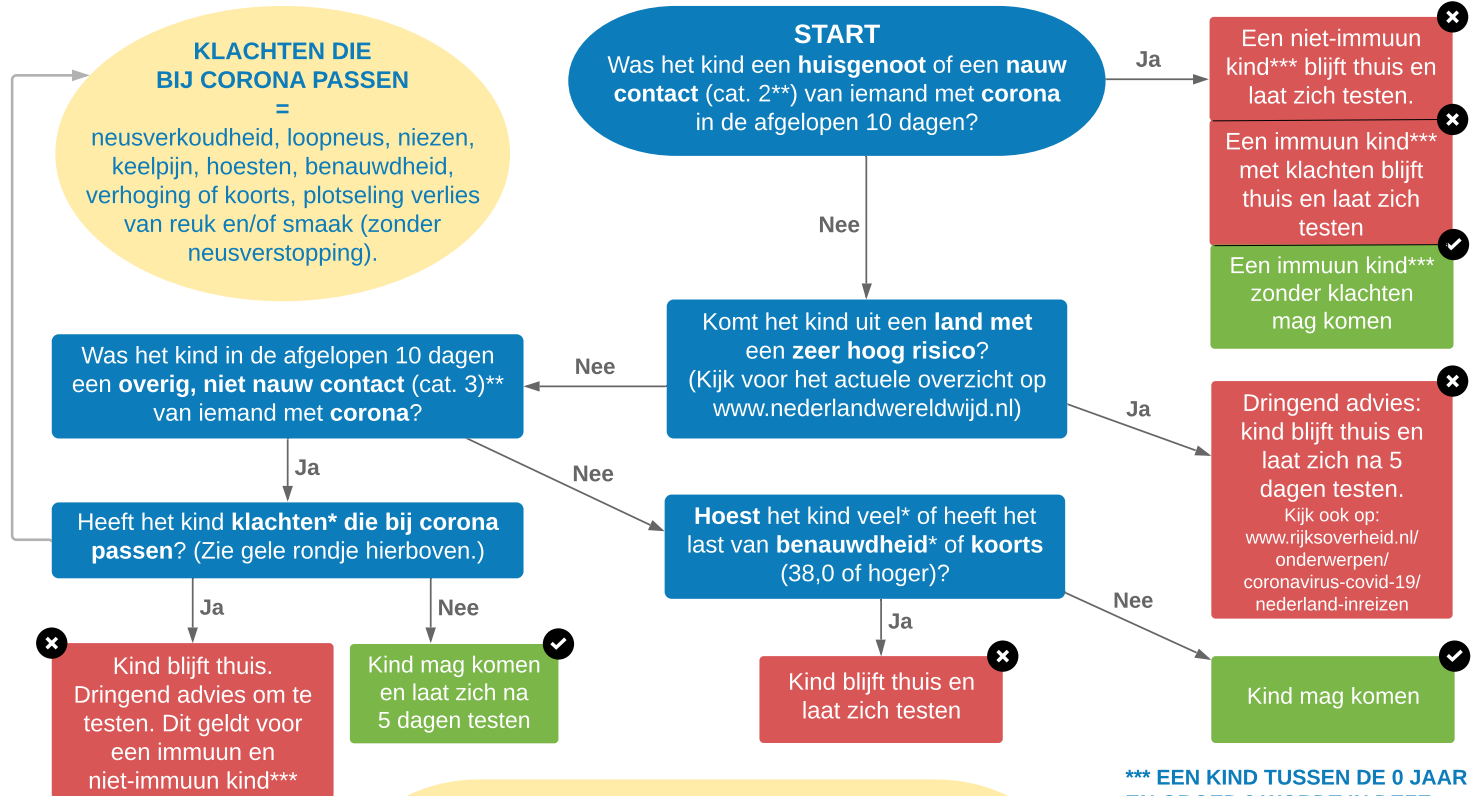 KLACHTEN DIE
BIJ CORONA PASSEN
=
neusverkoudheid, loopneus, niezen,
keelpijn, hoesten, benauwdheid,
verhoging of koorts, plotseling verlies
van reuk en/of smaak (zonder
neusverstopping).
START
Was het kind een huisgenoot of een nauw
contact (cat. 2**) van iemand met corona
in de afgelopen 10 dagen?
Ja
Een niet-immuun
kind*** blijft thuis en
laat zich testen.
Een immuun kind***
met klachten blijft
thuis en laat zich
testen
Een immuun kind***
zonder klachten
mag komen
Nee
Komt het kind uit een land met
een zeer hoog risico?
(Kijk voor het actuele overzicht op
www.nederlandwereldwijd.nl)
Ja
Dringend advies:
kind blijft thuis en
laat zich na 5
dagen testen.
Kijk ook op:
www.rijksoverheid.nl/
onderwerpen/
coronavirus-covid-19/
nederland-inreizen
Nee
Was het kind in de afgelopen 10 dagen
een overig, niet nauw contact (cat. 3)**
van iemand met corona?
Ja
Nee
Heeft het kind klachten* die bij corona
passen? (Zie gele rondje hierboven.)
Hoest het kind veel* of heeft het
last van benauwdheid* of koorts
(38,0 of hoger)?
Ja
Nee
Ja
Nee
Kind blijft thuis.
Dringend advies om te
testen. Dit geldt voor
een immuun en
niet-immuun kind***
Kind mag komen
en laat zich na
5 dagen testen
Kind blijft thuis en
laat zich testen
Kind mag komen
*** EEN KIND TUSSEN DE 0 JAAR